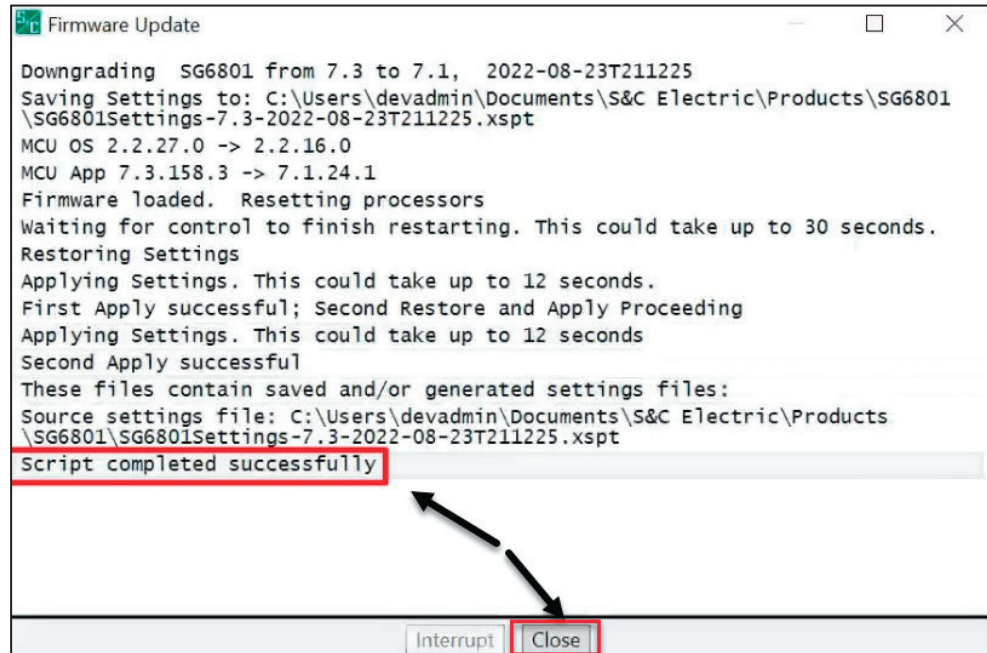 S/C Firmware Update
Downgrading SG6801 from 7.3 to 7.1, 2022-08-23T211225
Saving Settings to: C:\Users\devadmin\Documents\S&C Electric\Products\SG6801
\SG6801Settings-7.3-2022-08-23T211225.xspt
MCU OS 2.2.27.0 -> 2.2.16.0
MCU App 7.3.158.3 -> 7.1.24.1
Firmware loaded. Resetting processors
Waiting for control to finish restarting. This could take up to 30 seconds.
Restoring Settings
Applying Settings. This could take up to 12 seconds.
First Apply successful; Second Restore and Apply Proceeding
Applying Settings. This could take up to 12 seconds
Second Apply successful
These files contain saved and/or generated settings files:
Source settings file: C:\Users\devadmin\Documents\S&C Electric\Products
\SG6801\SG6801Settings-7.3-2022-08-23T211225.xspt
Script completed successfully
Interrupt Close